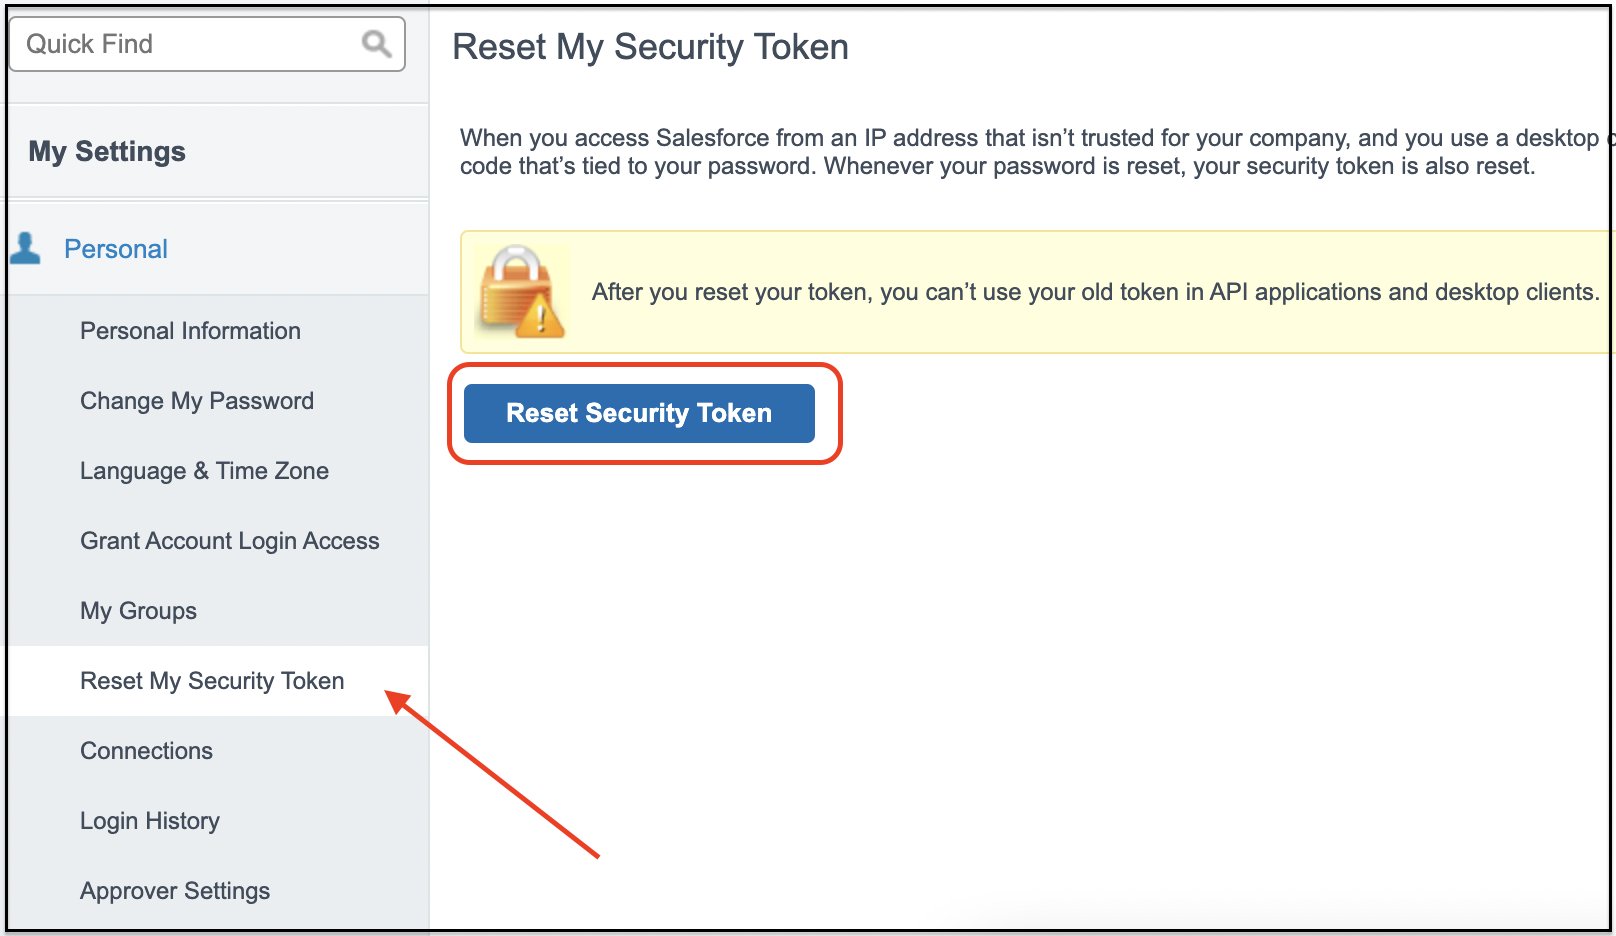 Quick Find
My Settings
Personal
Personal Information
Change My Password
Language & Time Zone
Grant Account Login Access
My Groups
Reset My Security Token
Connections
Login History
Approver Settings
Reset My Security Token
When you access Salesforce from an IP address that isn’t trusted for your company, and you use a desktop
code that’s tied to your password. Whenever your password is reset, your security token is also reset.
After you reset your token, you can’t use your old token in API applications and desktop clients.
Reset Security Token